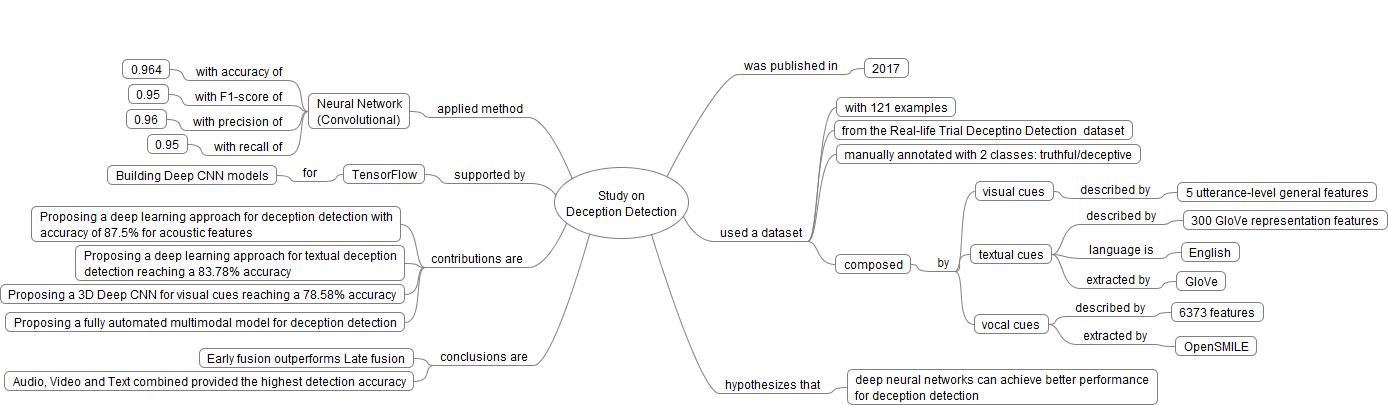 Study on
Deception Detection
was published in
2017
used a dataset
with 121 examples
from the Real-life Trial Deceptino Detection dataset
manually annotated with 2 classes: truthful/deceptive
composed
by
visual cues
described by
5 utterance-level general features
textual cues
described by
300 GloVe representation features
language is
English
extracted by
GloVe
vocal cues
described by
6373 features
extracted by
OpenSMILE
hypothesizes that
deep neural networks can achieve better performance
for deception detection
applied method
Neural Network
(Convolutional)
with accuracy of
0.964
with F1-score of
0.95
with precision of
0.96
with recall of
0.95
supported by
TensorFlow
for
Building Deep CNN models
contributions are
Proposing a deep learning approach for deception detection with
accuracy of 87.5% for acoustic features
Proposing a deep learning approach for textual deception
detection reaching a 83.78% accuracy
Proposing a 3D Deep CNN for visual cues reaching a 78.58% accuracy
Proposing a fully automated multimodal model for deception detection
conclusions are
Early fusion outperforms Late fusion
Audio, Video and Text combined provided the highest detection accuracy